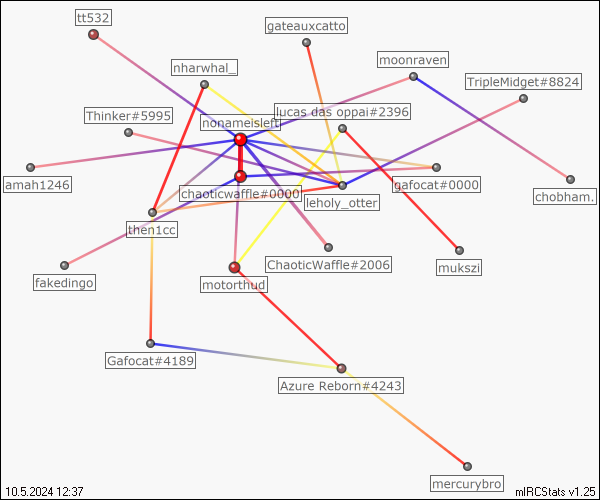 tt532
gateauxcatto
moonraven
nharwhal_
TripleMidget#8824
Thinker#5995
lucas das oppai#2396
nonameisleft
amah1246
chaoticwaffle#0000
gafocat#0000
chobham.
leholy_otter
then1cc
fakedingo
ChaoticWaffle#2006
mukszi
motorthud
Gafocat#4189
Azure Reborn#4243
mercurybro
10.5.2024 12:37
mIRCStats v1.25